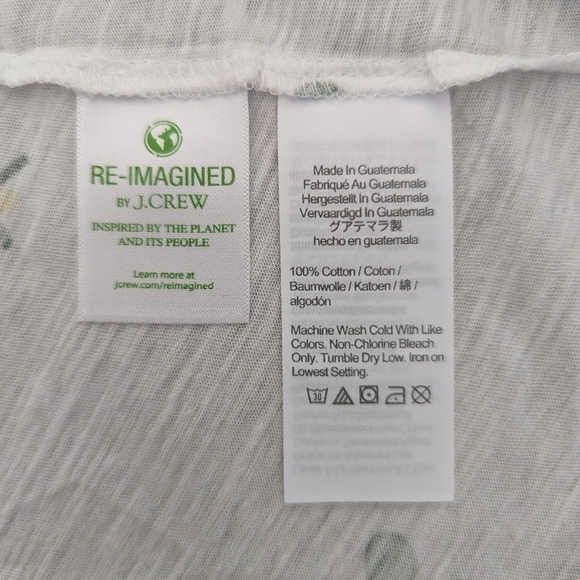 RE-IMAGINED
BY J.CREW
INSPIRED BY THE PLANET
AND ITS PEOPLE
Learn more at
jcrew.com/reimagined
Made In Guatemala
Fabriqué Au Guatemala
Hergestellt In Guatemala
Vervaardigd In Guatemala
グアテマラ製
hecho en guatemala
100% Cotton / Coton /
Baumwolle / Katoen / 綿 /
algodón
Machine Wash Cold With Like
Colors. Non-Chlorine Bleach
Only. Tumble Dry Low. Iron on
Lowest Setting.
30